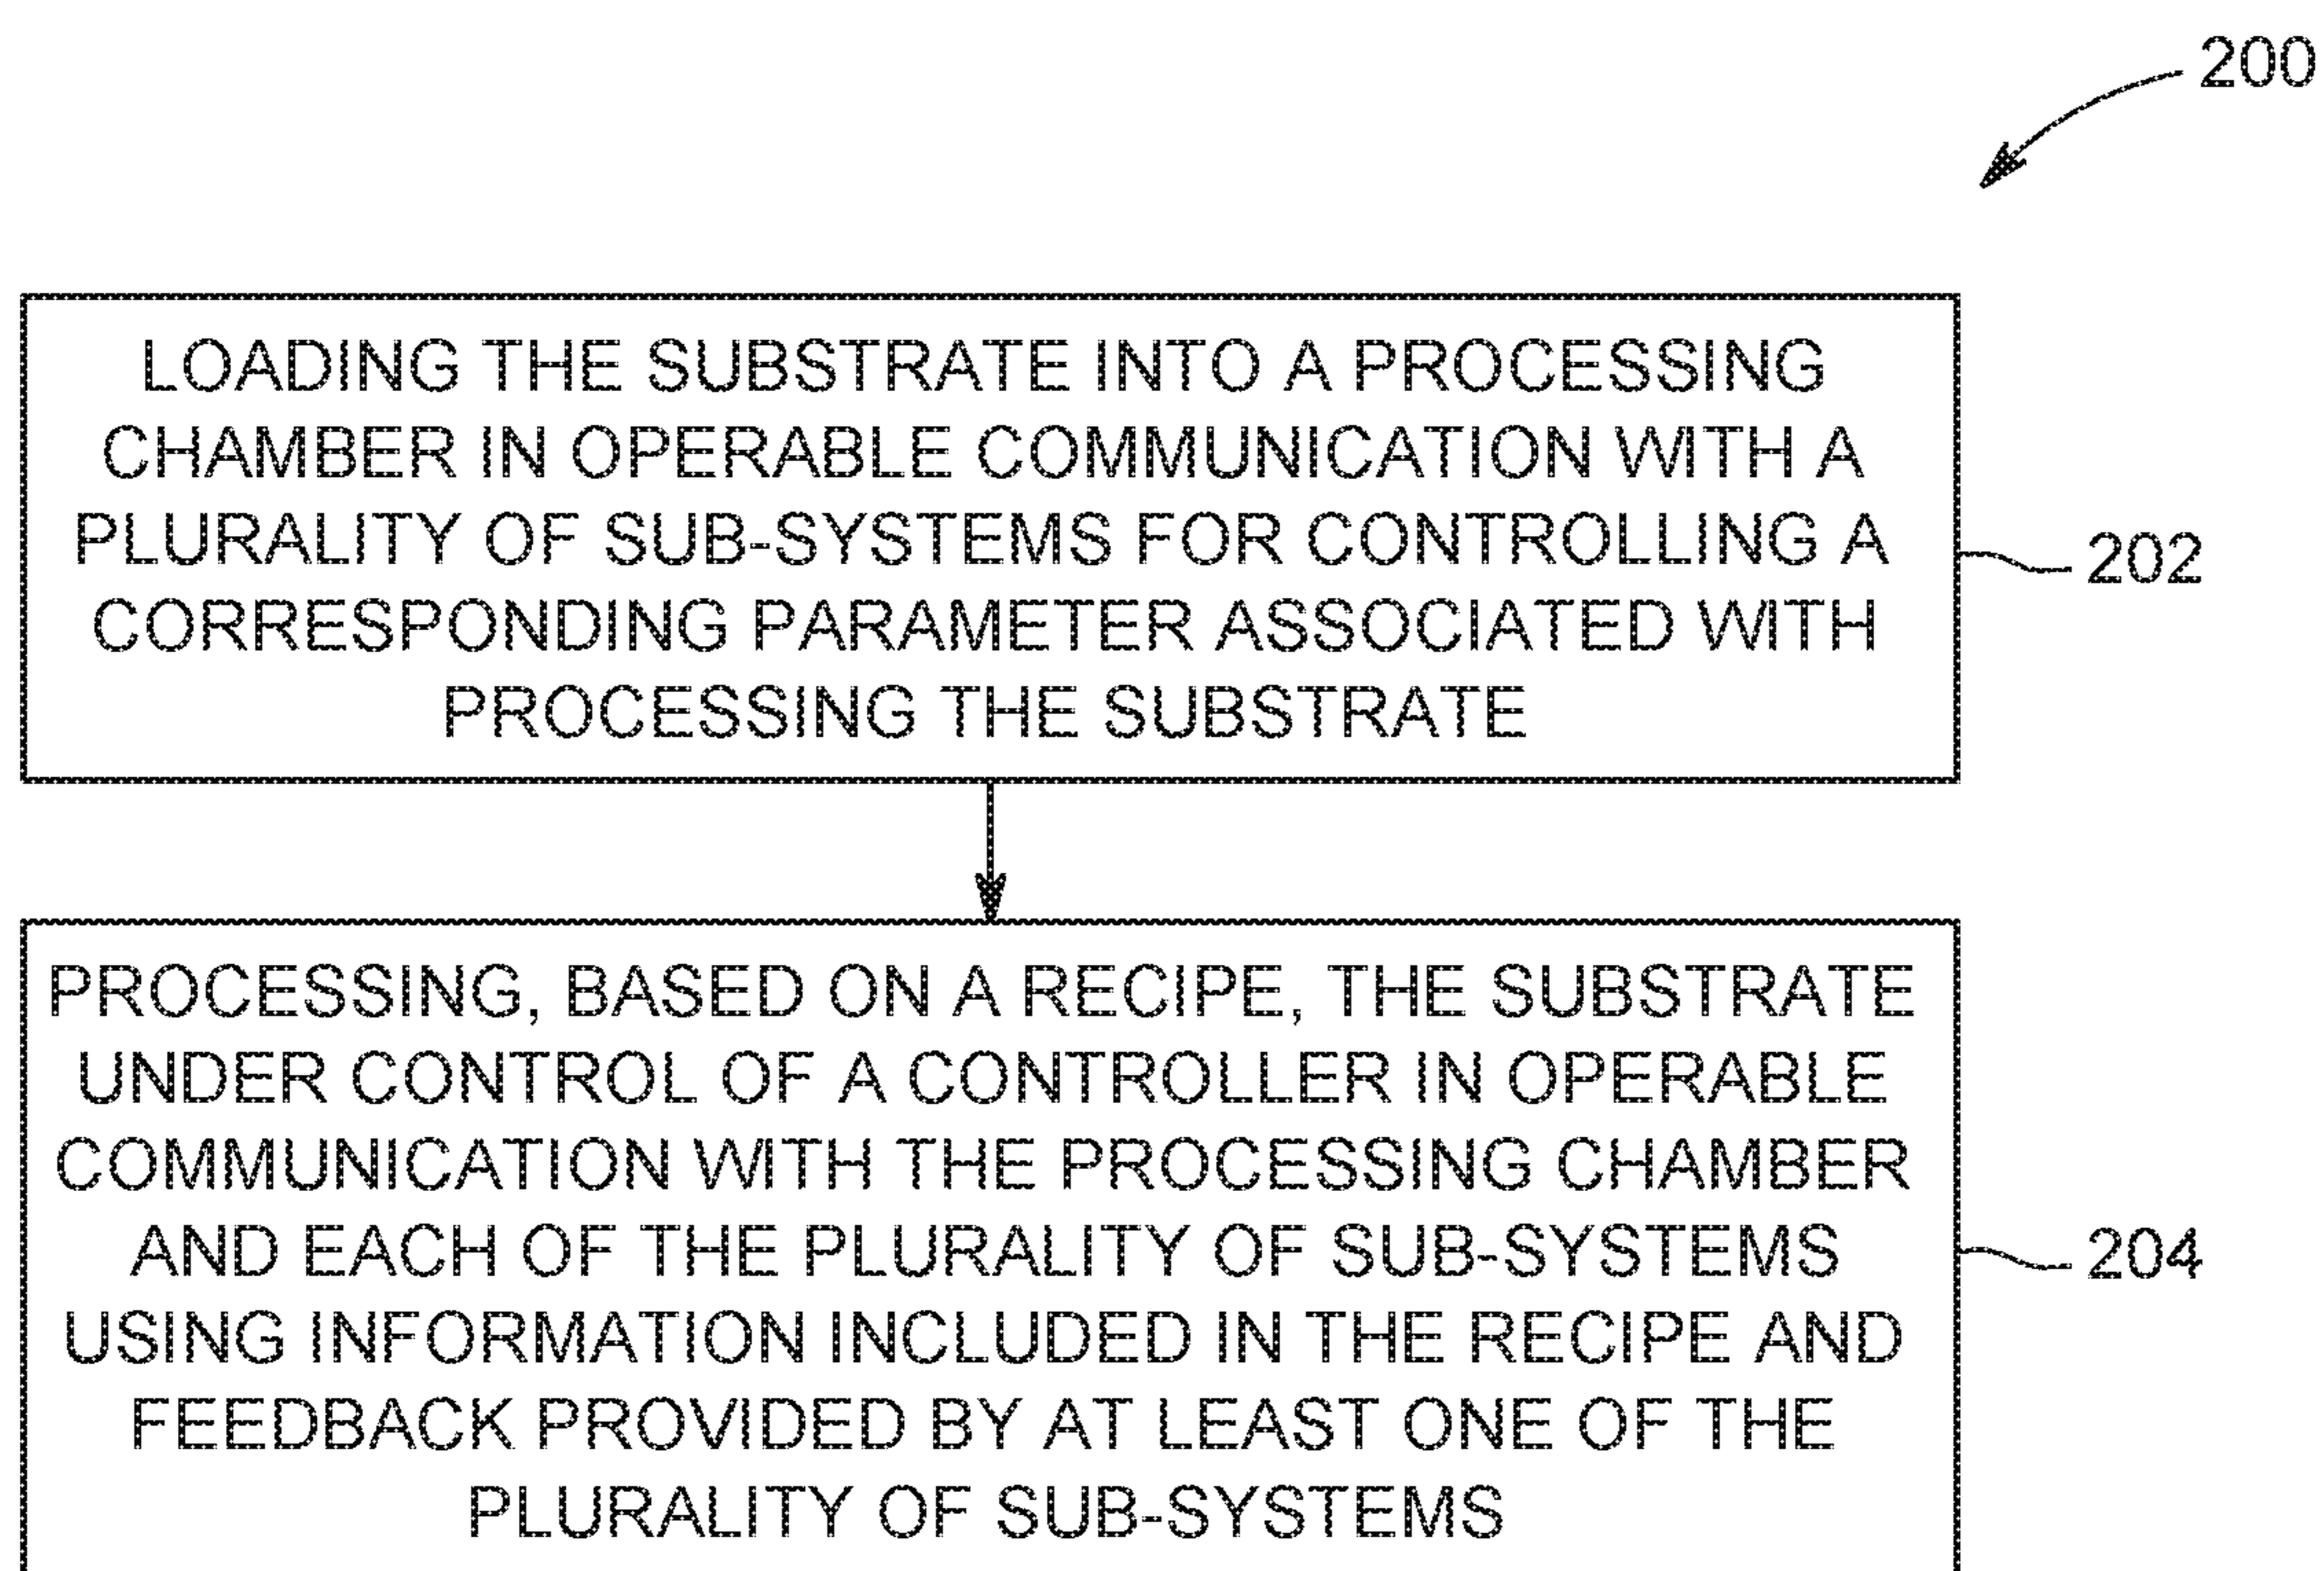 200
LOADING THE SUBSTRATE INTO A PROCESSING
CHAMBER IN OPERABLE COMMUNICATION WITH A
PLURALITY OF SUB-SYSTEMS FOR CONTROLLING A
CORRESPONDING PARAMETER ASSOCIATED WITH
PROCESSING THE SUBSTRATE
202
PROCESSING, BASED ON A RECIPE, THE SUBSTRATE
UNDER CONTROL OF A CONTROLLER IN OPERABLE
COMMUNICATION WITH THE PROCESSING CHAMBER
AND EACH OF THE PLURALITY OF SUB-SYSTEMS
USING INFORMATION INCLUDED IN THE RECIPE AND
FEEDBACK PROVIDED BY AT LEAST ONE OF THE
PLURALITY OF SUB-SYSTEMS
204